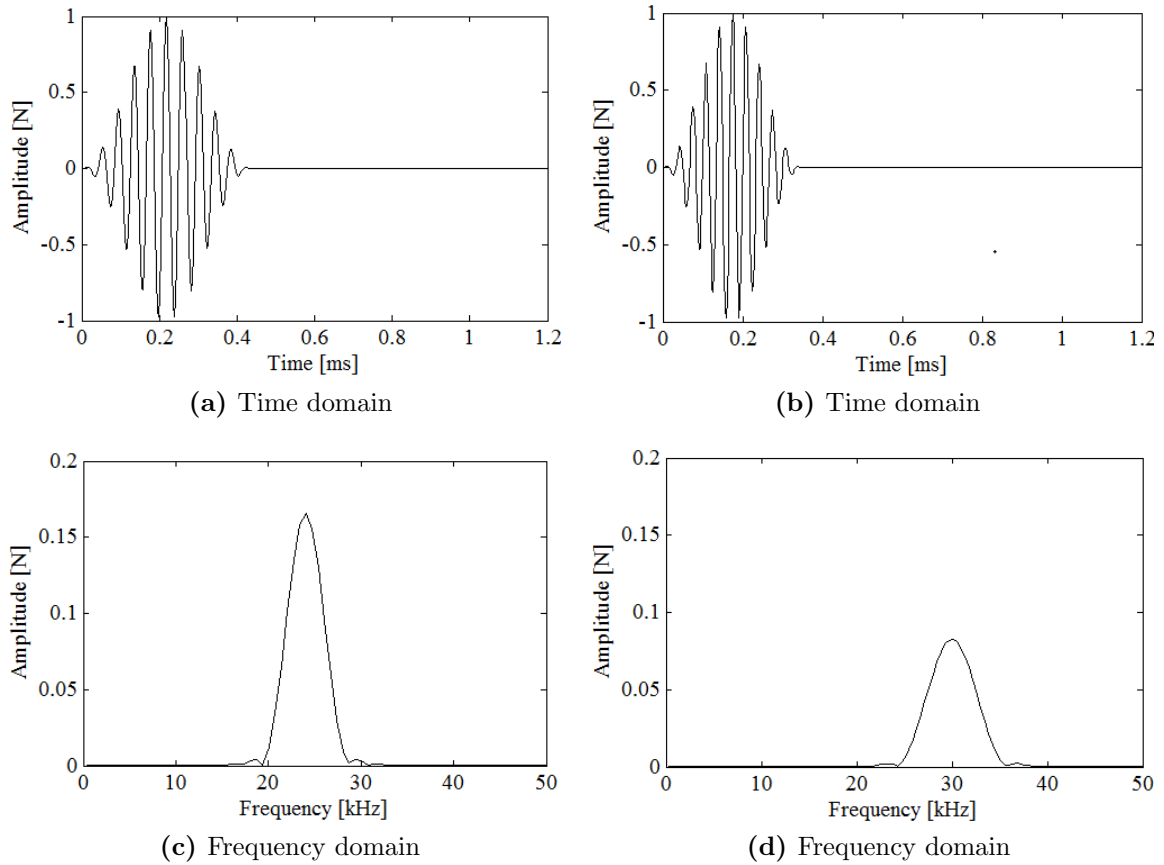 1
0.5
0
-0.5
-1
Amplitude [N]
0 0.2 0.4 0.6 0.8 1 1.2
Time [ms]
(a) Time domain
1
0.5
0
-0.5
-1
Amplitude [N]
0 0.2 0.4 0.6 0.8 1 1.2
Time [ms]
(b) Time domain
0.2
0.15
0.1
0.05
0
Amplitude [N]
0 10 20 30 40 50
Frequency [kHz]
(c) Frequency domain
0.2
0.15
0.1
0.05
0
Amplitude [N]
0 10 20 30 40 50
Frequency [kHz]
(d) Frequency domain